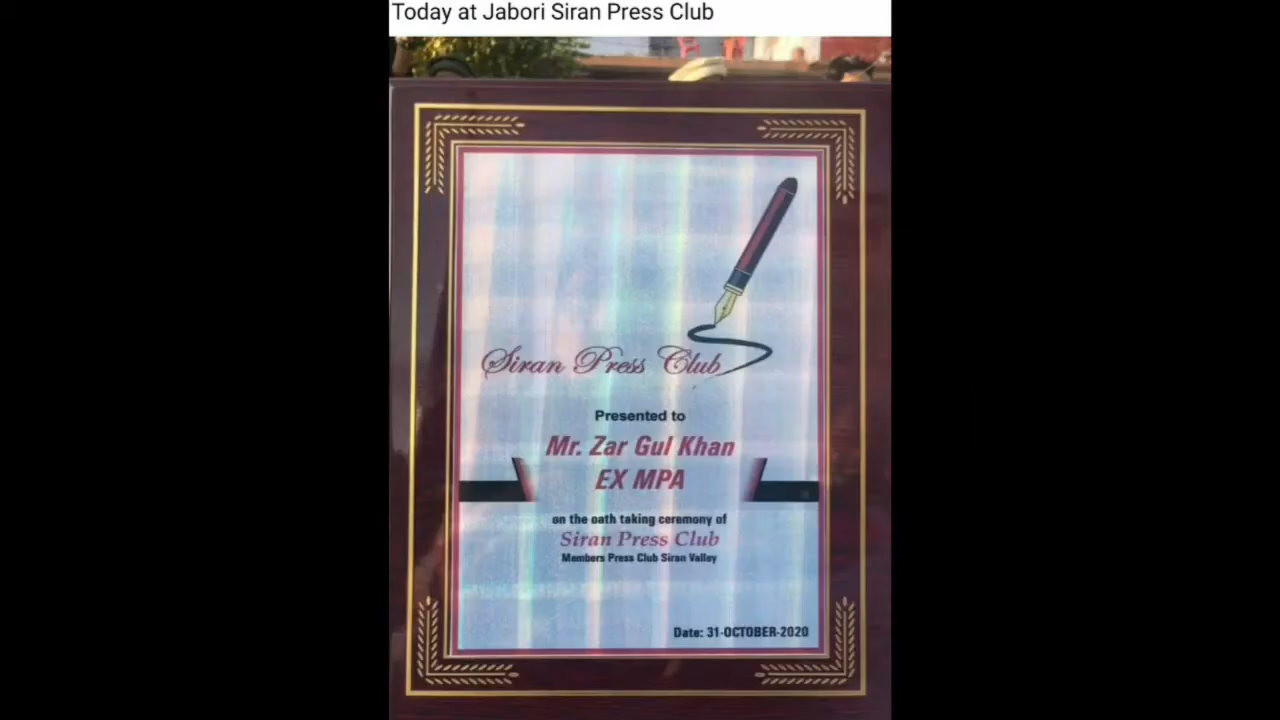 Today at Jabori Siran Press Club
Siran Press Club
Presented to
Mr. Zar Gul Khan
EX MPA
on the oath taking ceremony of
Siran Press Club
Members Press Club Siran Valley
Date: 31-OCTOBER-2020